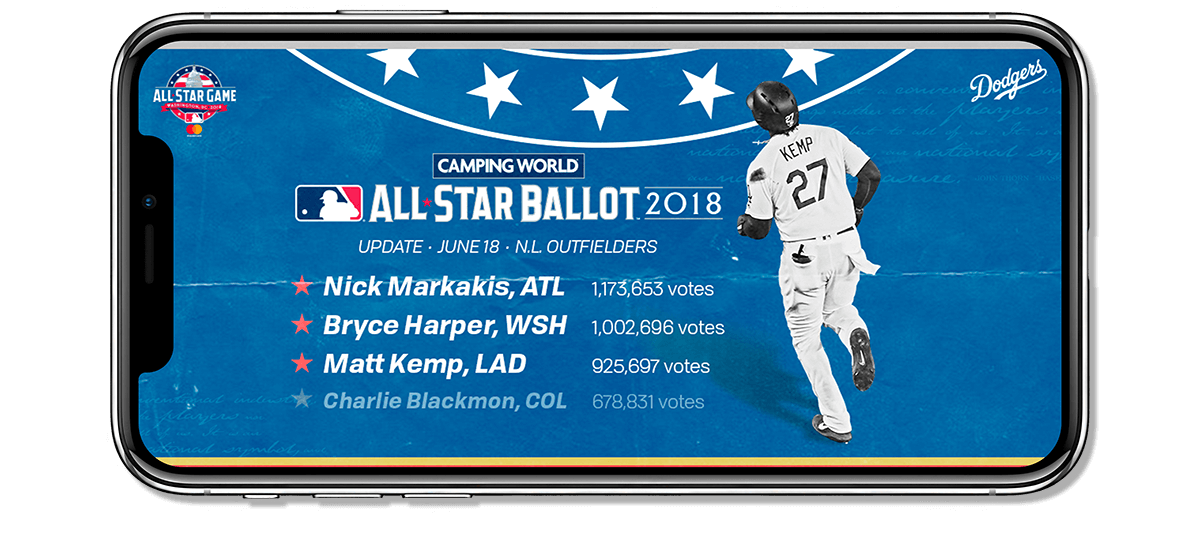 ALL STAR GAME
WASHINGTON, DC 2018
Dodgers
27
KEMP
27
CAMPING WORLD
ALL★STAR BALLOT 2018
UPDATE · JUNE 18 · N.L. OUTFIELDERS
★ Nick Markakis, ATL 1,173,653 votes
★ Bryce Harper, WSH 1,002,696 votes
★ Matt Kemp, LAD 925,697 votes
★ Charlie Blackmon, COL 678,831 votes